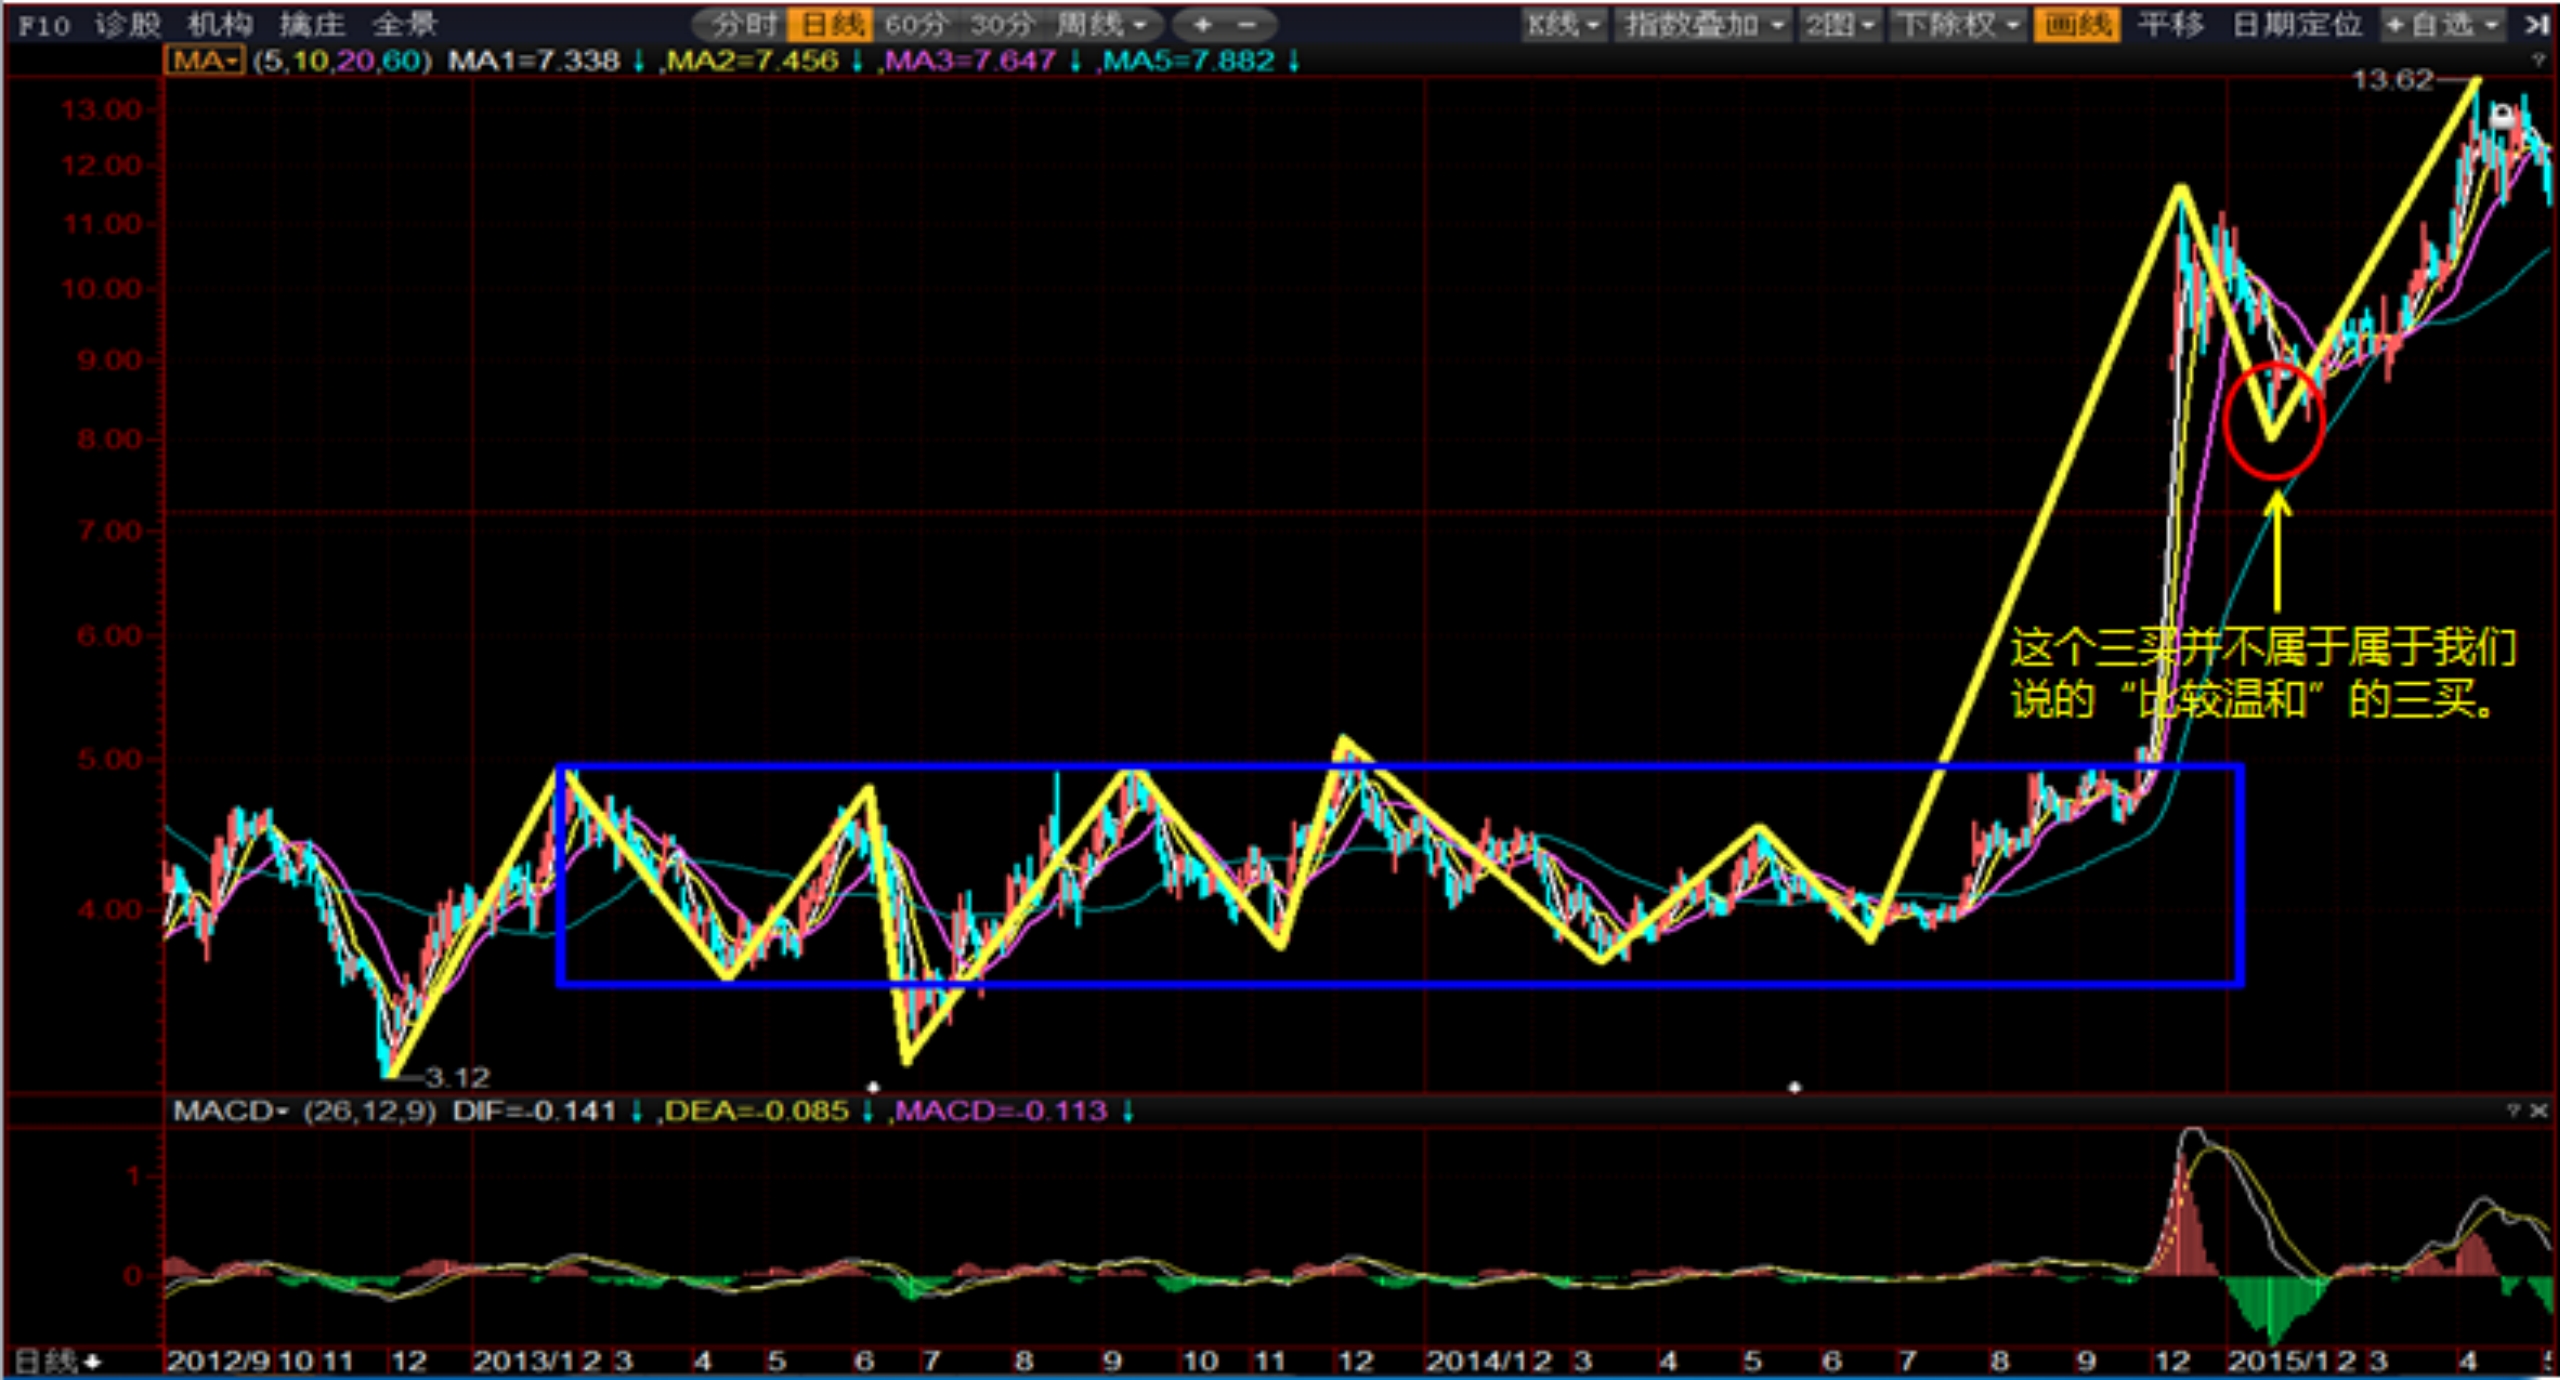 F10 诊股 机构 擒庄 全景 分时 日线 60分 30分 周线 + - K线 指数叠加 2图 下除权 画线 平移 日期定位 +自选
MA (5,10,20,60) MA1=7.338 ↓ ,MA2=7.456 ↓ ,MA3=7.647 ↓ ,MA5=7.882 ↓ ?
13.62
13.00
12.00
11.00
10.00
9.00
8.00
7.00
6.00
这个三买并不属于属于我们
说的“比较温和”的三买。
5.00
4.00
3.12
MACD (26,12,9) DIF=-0.141 ↓ ,DEA=-0.085 ↓ ,MACD=-0.113 ↓ ? ×
1
0
日线 2012/9 10 11 12 2013/1 2 3 4 5 6 7 8 9 10 11 12 2014/1 2 3 4 5 6 7 8 9 12 2015/1 2 3 4